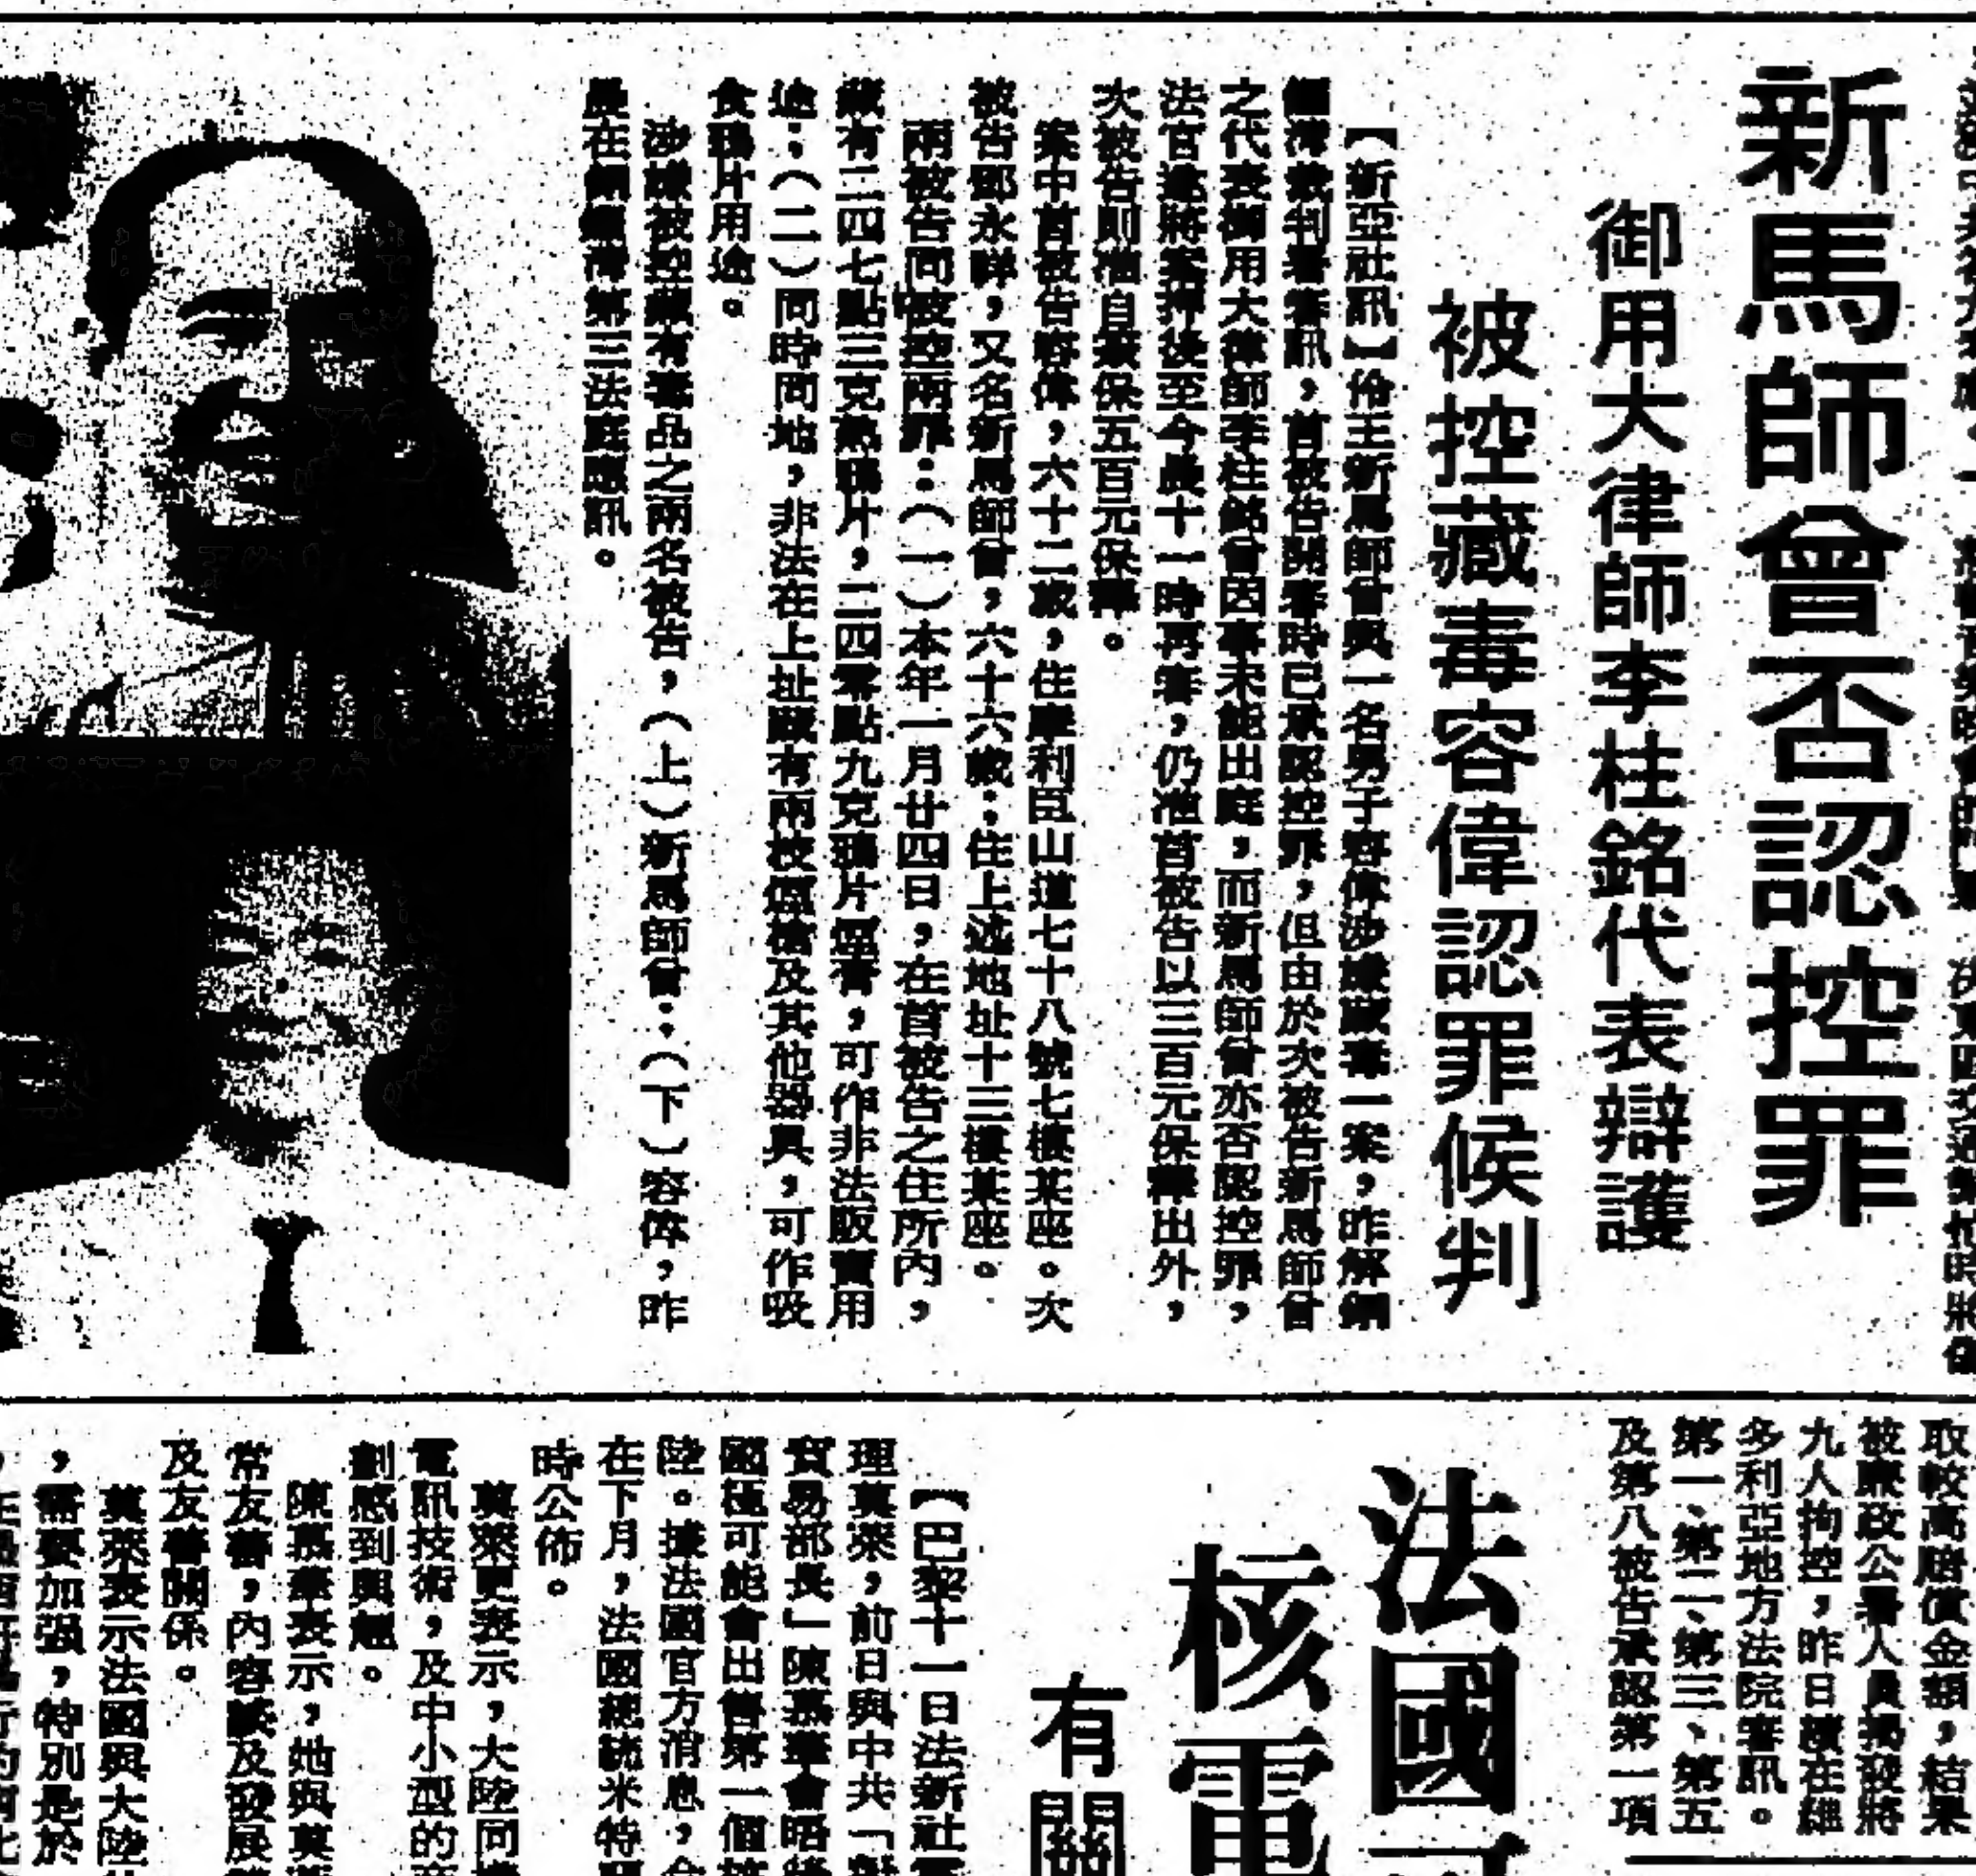 新馬師曾否認控罪
御用大律師李柱銘代表辯護
被控藏毒容偉認罪候判
【新亞社訊】伶王新馬師曾與一名男子容偉涉嫌藏毒一案,昨解銅
鑼灣裁判署審訊,首被告開審時已承認控罪,但由於次被告新馬師曾
之代表御用大律師李柱銘曾因事未能出庭,而新馬師曾亦否認控罪,
法官遂將案押後至今晨十一時再審,仍准首被告以三百元保釋出外,
次被告則准自簽保五百元保釋。
案中首被告容偉,六十二歲,住摩利臣山道七十八號七樓某座。次
被告鄧永祥,又名新馬師曾,六十六歲:住上述地址十三樓某座。
兩被告同被控兩罪:(一)本年一月廿四日,在首被告之住所內,
藏有二四七點三克熟鴉片,二四零點九克鴉片煙膏,可作非法販賣用
途:(二)同時同地,非法在上址藏有兩枝煙槍及其他器具,可作吸
食鴉片用途。
涉嫌被控藏有毒品之兩名被告,(上)新馬師曾:(下)容偉,昨
晨在銅鑼灣第三法庭應訊。
取較高賠償金額,結果
被廉政公署人員揭發將
九人拘控,昨日續在維
多利亞地方法院審訊。
第一、第二、第三、第五
及第八被告承認第一項
法國
核電
有關
【巴黎十一日法新社
理莫萊,前日與中共「對
貿易部長」陳慕華會晤後
國極可能會出售第一個
陸。據法國官方消息,
在下月,法國總統米特
時公佈。
莫萊更表示,大陸同
電訊技術,及中小型的
劃感到興趣。
陳慕華表示,她與莫
常友善,內容談及發展
及友善關係。
莫萊表示法國與大陸
,需要加强,特別是於